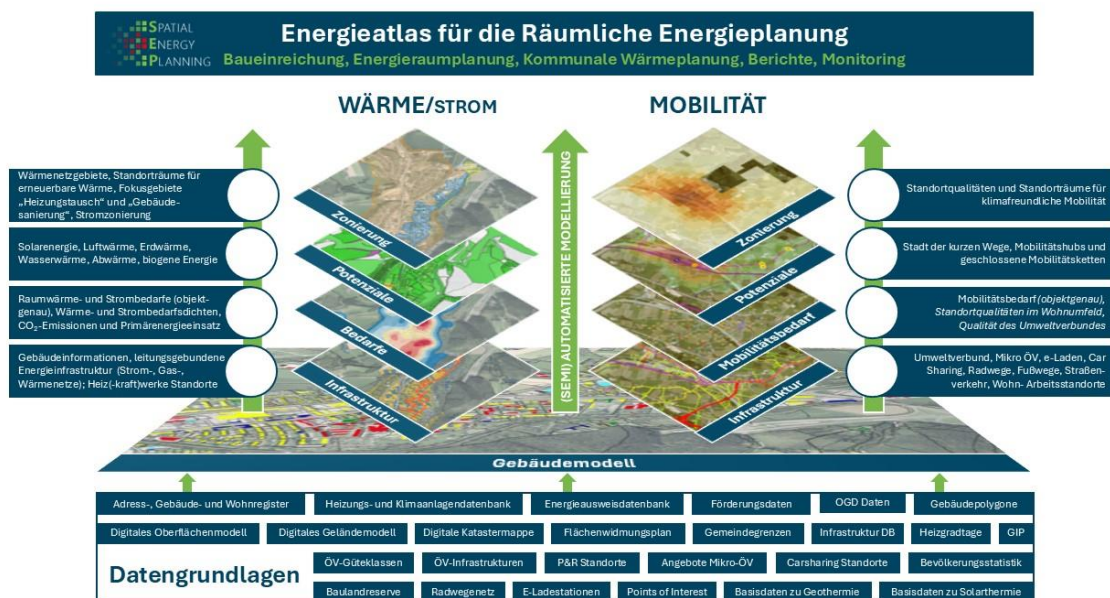 SPATIAL
ENERGY
PLANNING
Energieatlas für die Räumliche Energieplanung
Baueinreichung, Energieraumplanung, Kommunale Wärmeplanung, Berichte, Monitoring
WÄRME/STROM
MOBILITÄT
Wärmenetzgebiete, Standorträume für
erneuerbare Wärme, Fokusgebiete
„Heizungstausch" und „Gebäude-
sanierung", Stromzonierung
Solarenergie, Luftwärme, Erdwärme,
Wasserwärme, Abwärme, biogene Energie
Raumwärme- und Strombedarfe (objekt-
genau), Wärme- und Strombedarfsdichten,
CO₂-Emissionen und Primärenergieeinsatz
Gebäudeinformationen, leitungsgebundene
Energieinfrastruktur (Strom-, Gas-,
Wärmenetze); Heiz(-kraft)werke Standorte
Zonierung
Potenziale
Bedarfe
Infrastruktur
(SEMI) AUTOMATISIERTE MODELLIERUNG
Zonierung
Potenziale
Mobilitätsbedarf
Infrastruktur
Standortqualitäten und Standorträume für
klimafreundliche Mobilität
Stadt der kurzen Wege, Mobilitätshubs und
geschlossene Mobilitätsketten
Mobilitätsbedarf (objektgenau),
Standortqualitäten im Wohnumfeld,
Qualität des Umweltverbundes
Umweltverbund, Mikro ÖV, e-Laden, Car
Sharing, Radwege, Fußwege, Straßen-
verkehr, Wohn- Arbeitsstandorte
Gebäudemodell
Adress-, Gebäude- und Wohnregister
Heizungs- und Klimaanlagendatenbank
Energieausweisdatenbank
Förderungsdaten
OGD Daten
Gebäudepolygone
Digitales Oberflächenmodell
Digitales Geländemodell
Digitale Katastermappe
Flächenwidmungsplan
Gemeindegrenzen
Infrastruktur DB
Heizgradtage
GIP
Datengrundlagen
ÖV-Güteklassen
ÖV-Infrastrukturen
P&R Standorte
Angebote Mikro-ÖV
Carsharing Standorte
Bevölkerungsstatistik
Baulandreserve
Radwegenetz
E-Ladestationen
Points of Interest
Basisdaten zu Geothermie
Basisdaten zu Solarthermie